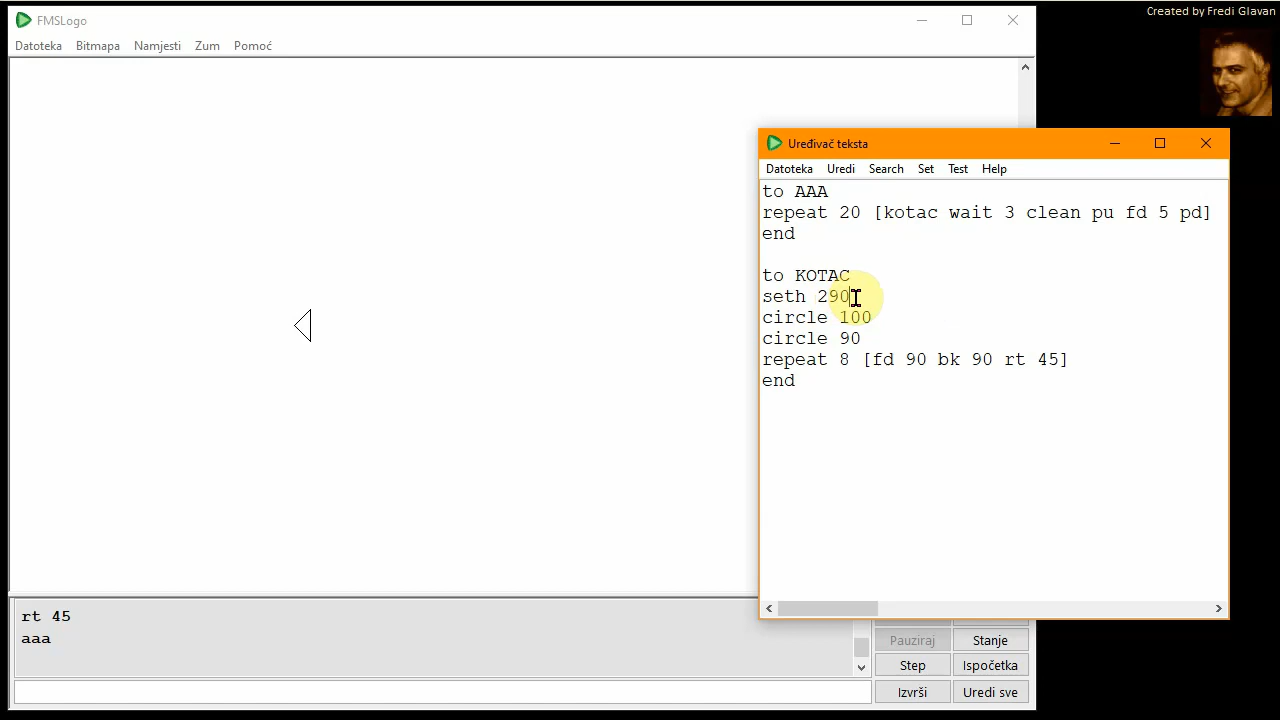 Created by Fredi Glavan
FMSLogo
Datoteka Bitmapa Namjesti Zum Pomoć
Uređivač teksta
Datoteka Uredi Search Set Test Help
to AAA
repeat 20 [kotac wait 3 clean pu fd 5 pd]
end
to KOTAC
seth 290
circle 100
circle 90
repeat 8 [fd 90 bk 90 rt 45]
end
rt 45
aaa
Pauziraj Stanje
Step Ispočetka
Izvrši Uredi sve